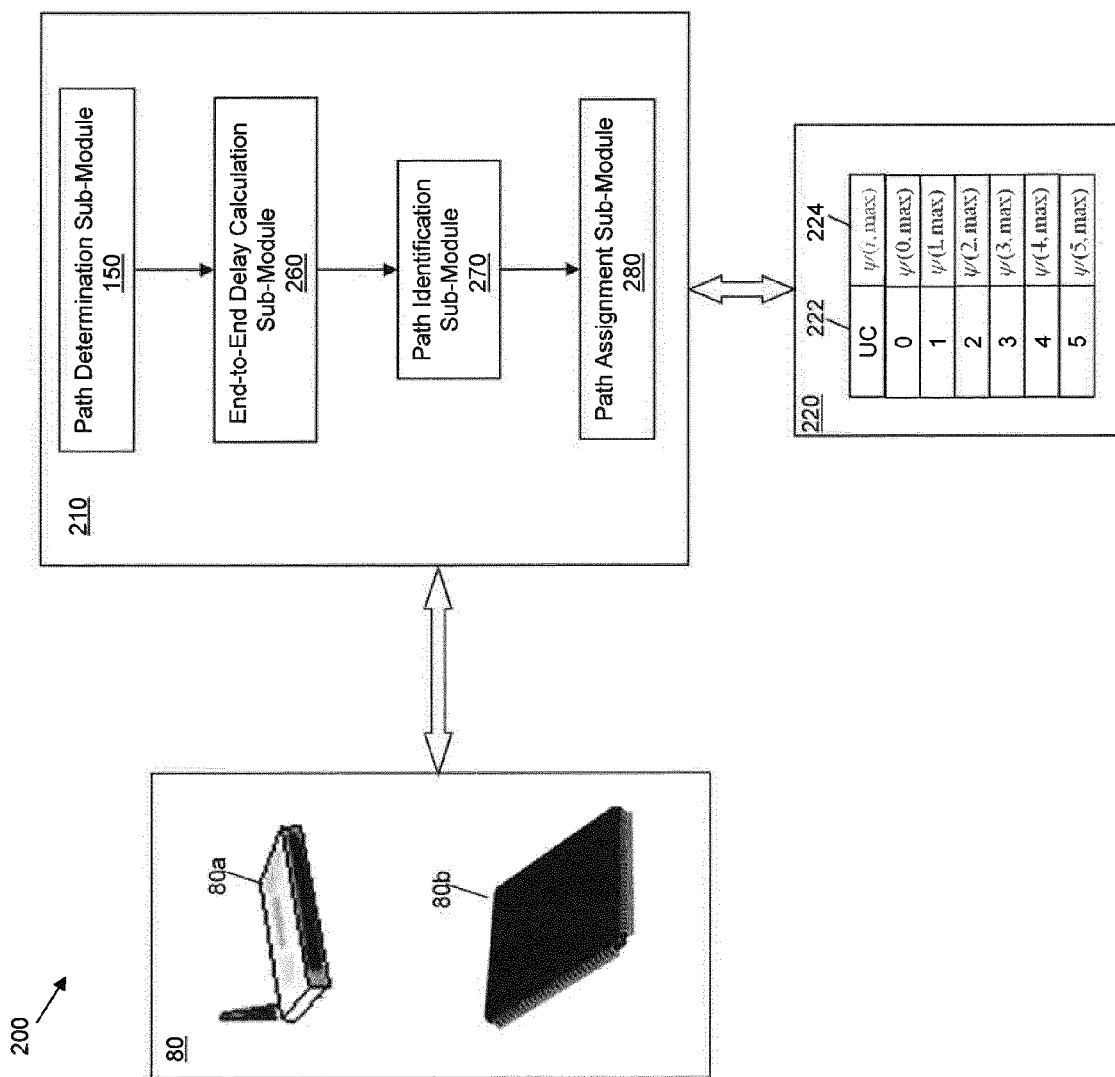 200
80
80a
80b
210
Path Determination Sub-Module
150
End-to-End Delay Calculation
Sub-Module
260
Path Identification
Sub-Module
270
Path Assignment Sub-Module
280
220
222
224
UC ψ(i,max)
0 ψ(0,max)
1 ψ(1,max)
2 ψ(2,max)
3 ψ(3,max)
4 ψ(4,max)
5 ψ(5,max)